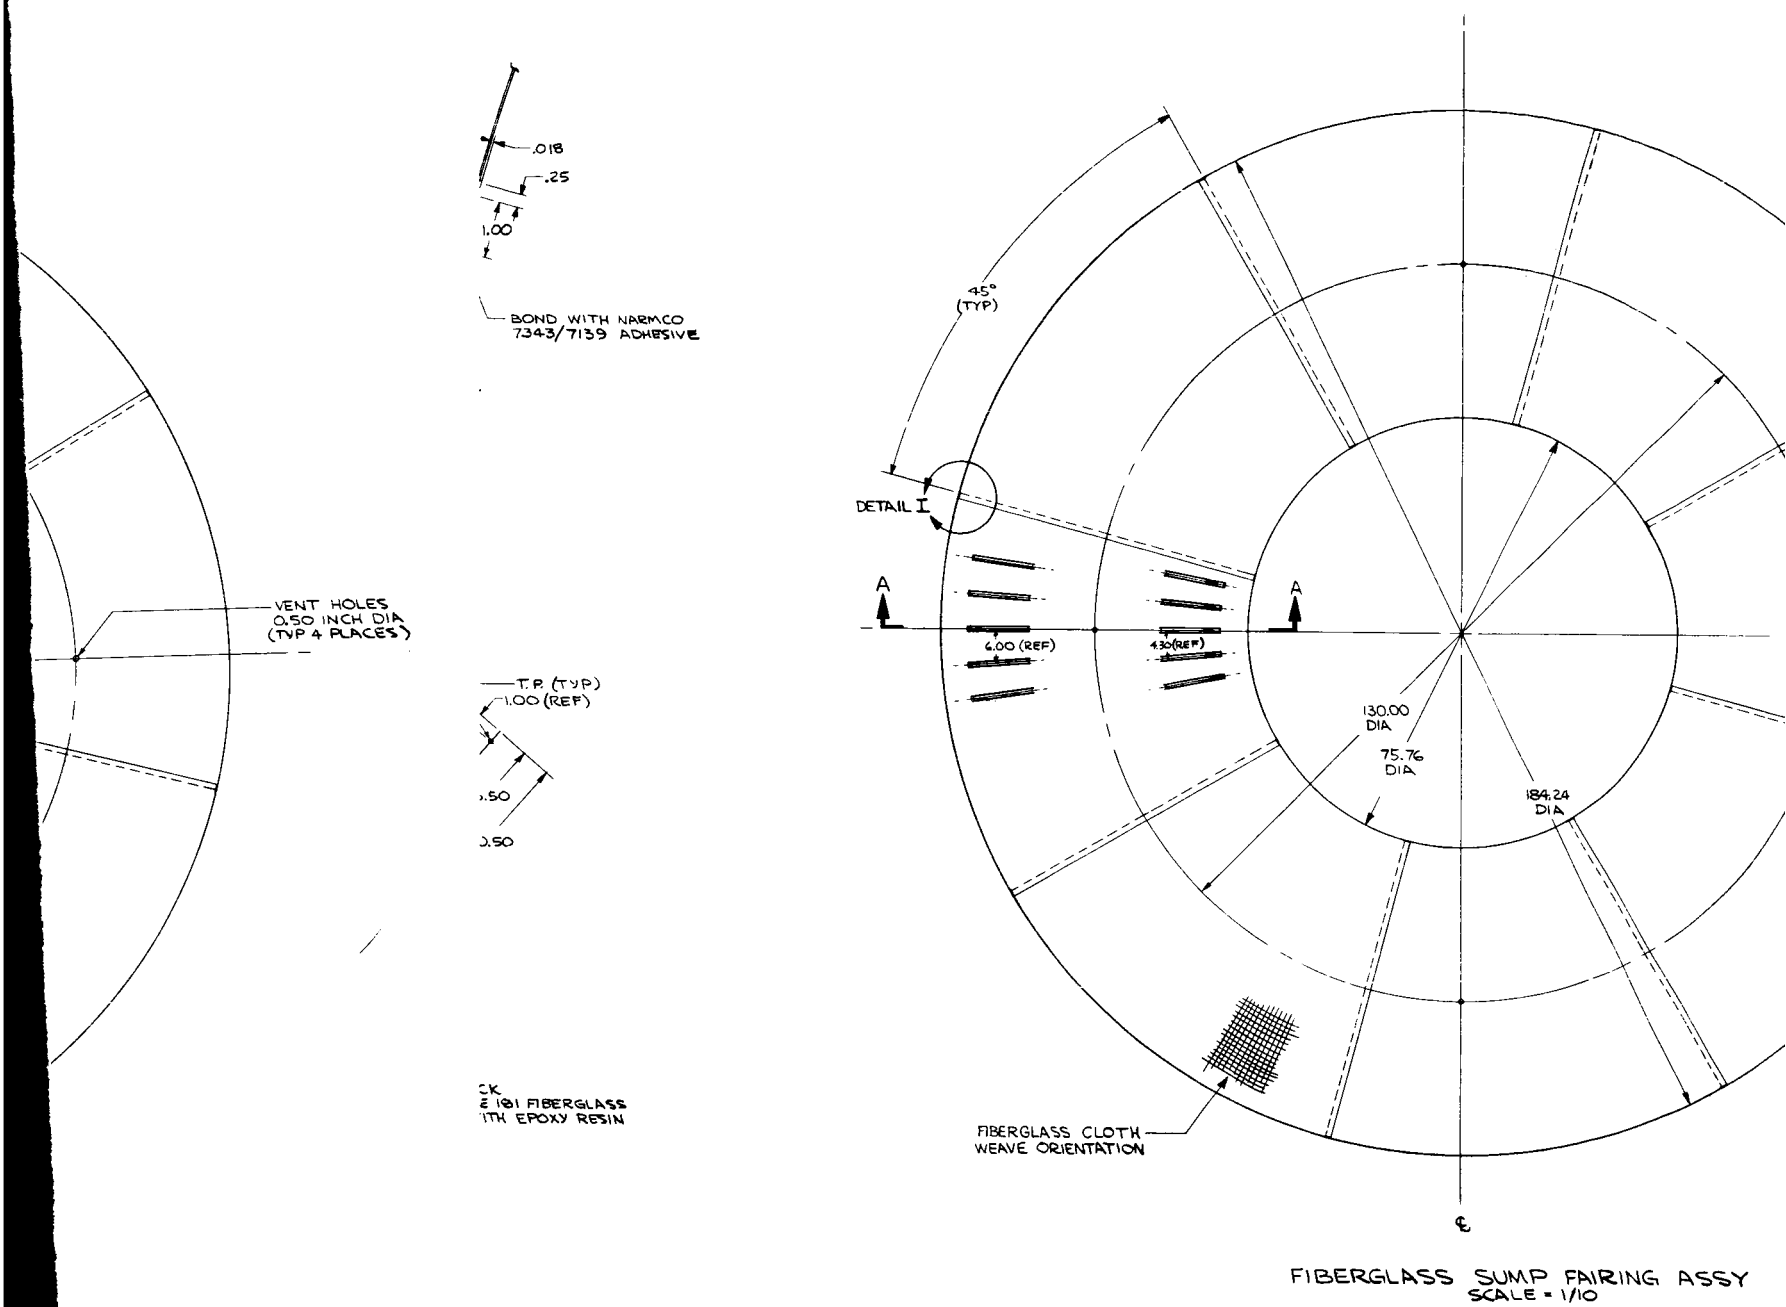 .018
.25
1.00
BOND WITH NARMCO
7343/7139 ADHESIVE
VENT HOLES
0.50 INCH DIA
(TYP 4 PLACES)
T.P. (TYP)
1.00 (REF)
.50
.50
181 FIBERGLASS
EPOXY RESIN
45°
(TYP)
DETAIL I
A
A
6.00 (REF)
4.30 (REF)
130.00
DIA
75.76
DIA
184.24
DIA
FIBERGLASS CLOTH
WEAVE ORIENTATION
℄
FIBERGLASS SUMP FAIRING ASSY
SCALE = 1/10